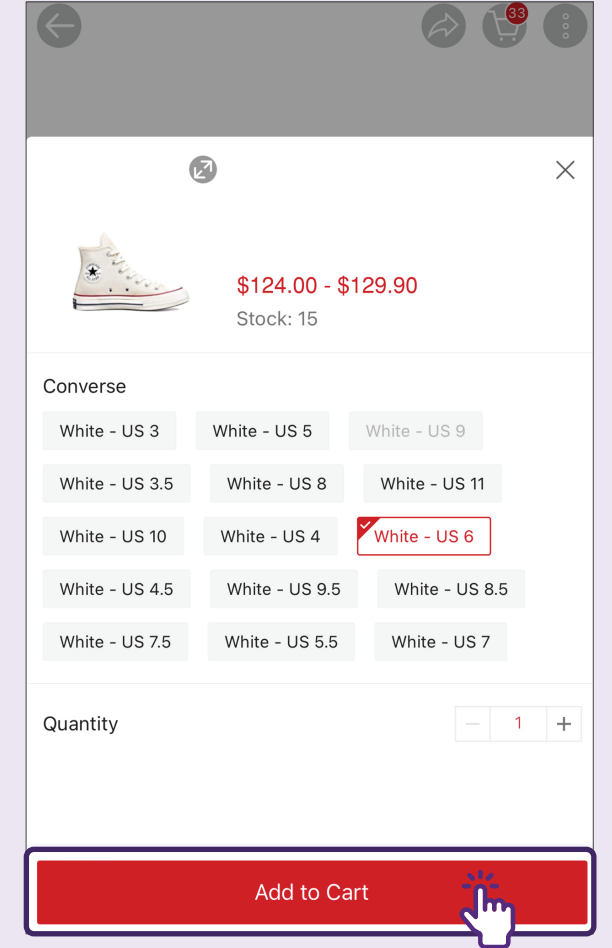 33
$124.00 - $129.90
Stock: 15
Converse
White - US 3
White - US 5
White - US 9
White - US 3.5
White - US 8
White - US 11
White - US 10
White - US 4
White - US 6
White - US 4.5
White - US 9.5
White - US 8.5
White - US 7.5
White - US 5.5
White - US 7
Quantity
1
Add to Cart